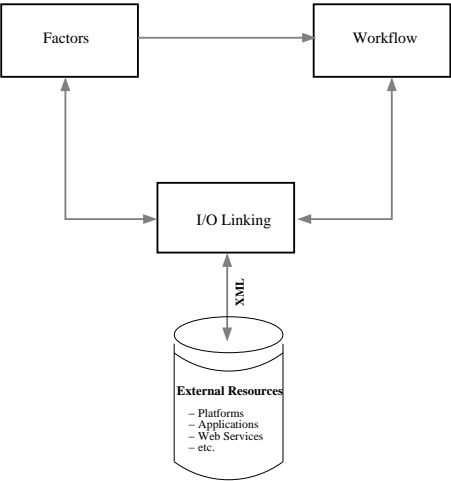 Factors
Workflow
I/O Linking
XML
External Resources
– Platforms
– Applications
– Web Services
– etc.